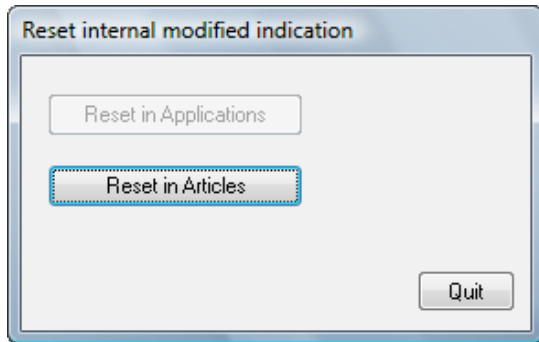 Reset internal modified indication
Reset in Applications
Reset in Articles
Quit